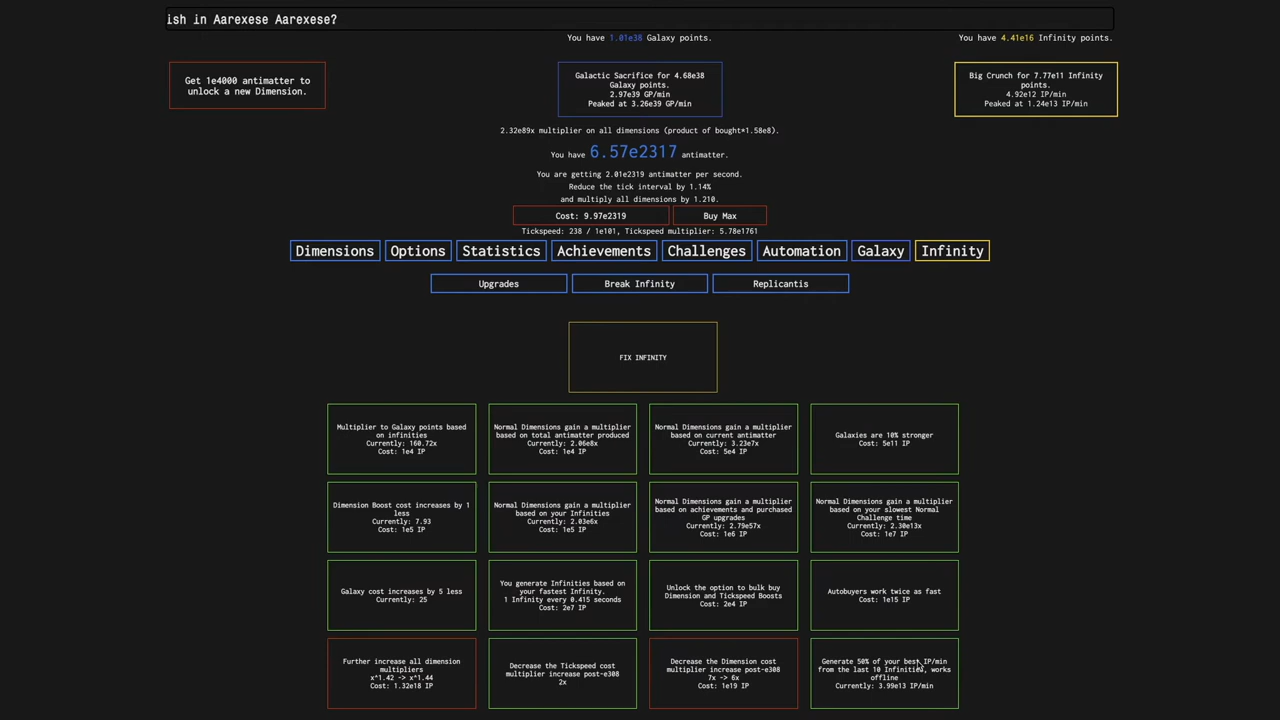 ish in Aarexese Aarexese?
You have 1.01e38 Galaxy points.
You have 4.41e16 Infinity points.
Get 1e4000 antimatter to
unlock a new Dimension.
Galactic Sacrifice for 4.68e38
Galaxy points.
2.97e39 GP/min
Peaked at 3.26e39 GP/min
Big Crunch for 7.77e11 Infinity
points.
4.92e12 IP/min
Peaked at 1.24e13 IP/min
2.32e89x multiplier on all dimensions (product of bought*1.58e8).
You have 6.57e2317 antimatter.
You are getting 2.01e2319 antimatter per second.
Reduce the tick interval by 1.14%
and multiply all dimensions by 1.210.
Cost: 9.97e2319
Buy Max
Tickspeed: 238 / 1e101, Tickspeed multiplier: 5.78e1761
Dimensions
Options
Statistics
Achievements
Challenges
Automation
Galaxy
Infinity
Upgrades
Break Infinity
Replicantis
FIX INFINITY
Multiplier to Galaxy points based
on infinities
Currently: 160.72x
Cost: 1e4 IP
Normal Dimensions gain a multiplier
based on total antimatter produced
Currently: 2.06e8x
Cost: 1e4 IP
Normal Dimensions gain a multiplier
based on current antimatter
Currently: 3.23e7x
Cost: 5e4 IP
Galaxies are 10% stronger
Cost: 5e11 IP
Dimension Boost cost increases by 1
less
Currently: 7.93
Cost: 1e5 IP
Normal Dimensions gain a multiplier
based on your Infinities
Currently: 2.03e6x
Cost: 1e5 IP
Normal Dimensions gain a multiplier
based on achievements and purchased
GP upgrades
Currently: 2.79e57x
Cost: 1e6 IP
Normal Dimensions gain a multiplier
based on your slowest Normal
Challenge time
Currently: 2.30e13x
Cost: 1e7 IP
Galaxy cost increases by 5 less
Currently: 25
You generate Infinities based on
your fastest Infinity.
1 Infinity every 0.415 seconds
Cost: 2e7 IP
Unlock the option to bulk buy
Dimension and Tickspeed Boosts
Cost: 2e4 IP
Autobuyers work twice as fast
Cost: 1e15 IP
Further increase all dimension
multipliers
x^1.42 -> x^1.44
Cost: 1.32e18 IP
Decrease the Tickspeed cost
multiplier increase post-e308
2x
Decrease the Dimension cost
multiplier increase post-e308
7x -> 6x
Cost: 1e19 IP
Generate 50% of your best IP/min
from the last 10 Infinities, works
offline
Currently: 3.99e13 IP/min